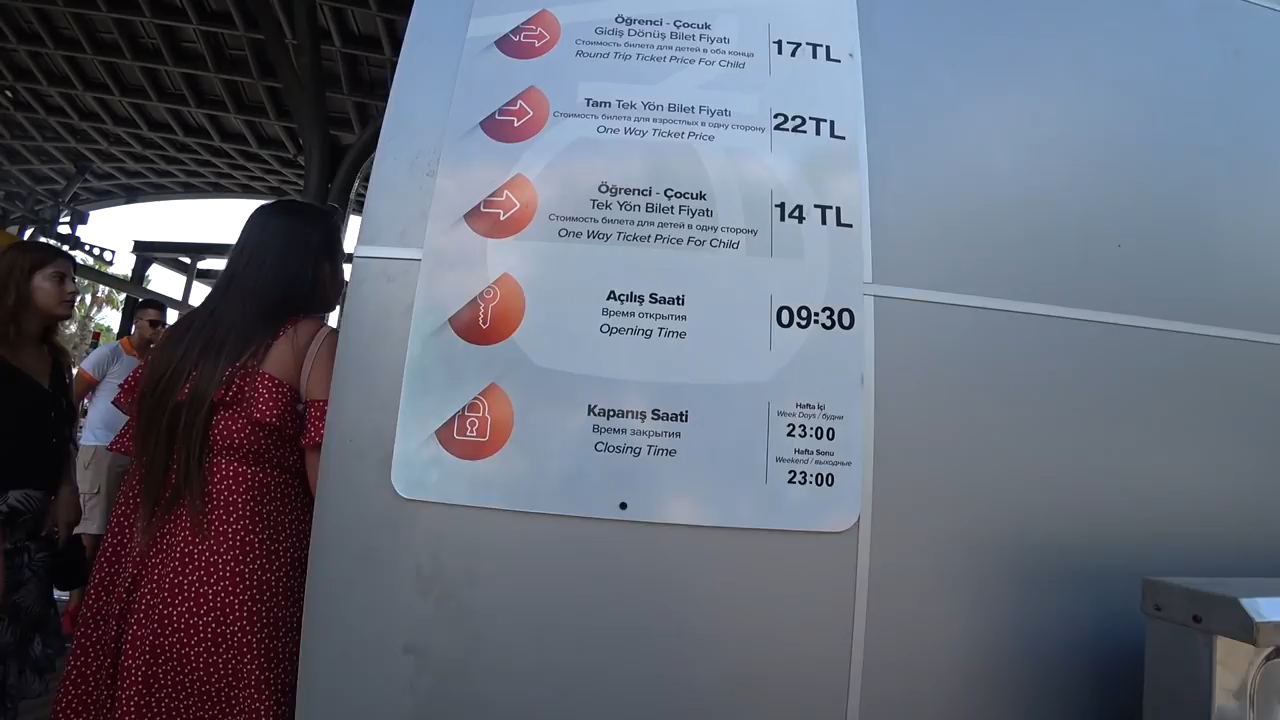 Öğrenci - Çocuk
Gidiş Dönüş Bilet Fiyatı
Стоимость билета для детей в оба конца
Round Trip Ticket Price For Child
17TL
Tam Tek Yön Bilet Fiyatı
Стоимость билета для взрослых в одну сторону
One Way Ticket Price
22TL
Öğrenci - Çocuk
Tek Yön Bilet Fiyatı
Стоимость билета для детей в одну сторону
One Way Ticket Price For Child
14 TL
Açılış Saati
Время открытия
Opening Time
09:30
Kapanış Saati
Время закрытия
Closing Time
Hafta İçi
Week Days / будни
23:00
Hafta Sonu
Weekend / выходные
23:00